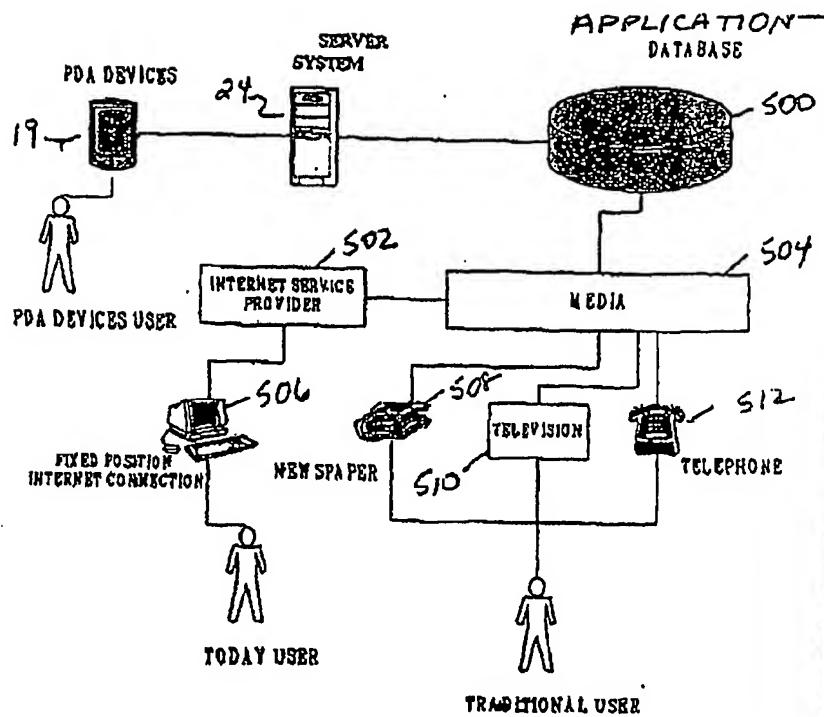 APPLICATION
DATABASE
SERVER
SYSTEM
PDA DEVICES
24
500
19
502
504
INTERNET SERVICE
PROVIDER
MEDIA
PDA DEVICES USER
506
508
512
TELEVISION
FIXED POSITION
INTERNET CONNECTION
NEWSPAPER
510
TELEPHONE
TODAY USER
TRADITIONAL USER